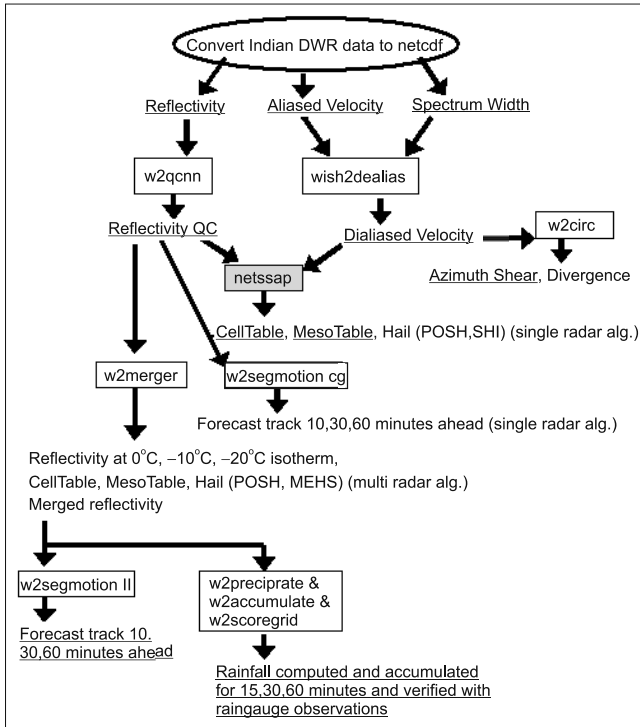 Convert Indian DWR data to netcdf
Reflectivity
Aliased Velocity
Spectrum Width
w2qcnn
wish2dealias
Reflectivity QC
Dialiased Velocity
w2circ
netssap
Azimuth Shear, Divergence
CellTable, MesoTable, Hail (POSH,SHI) (single radar alg.)
w2merger
w2segmotion cg
Forecast track 10,30,60 minutes ahead (single radar alg.)
Reflectivity at 0°C, –10°C, –20°C isotherm,
CellTable, MesoTable, Hail (POSH, MEHS) (multi radar alg.)
Merged reflectivity
w2segmotion II
w2preciprate &
w2accumulate &
w2scoregrid
Forecast track 10.
30,60 minutes ahead
Rainfall computed and accumulated
for 15,30,60 minutes and verified with
raingauge observations